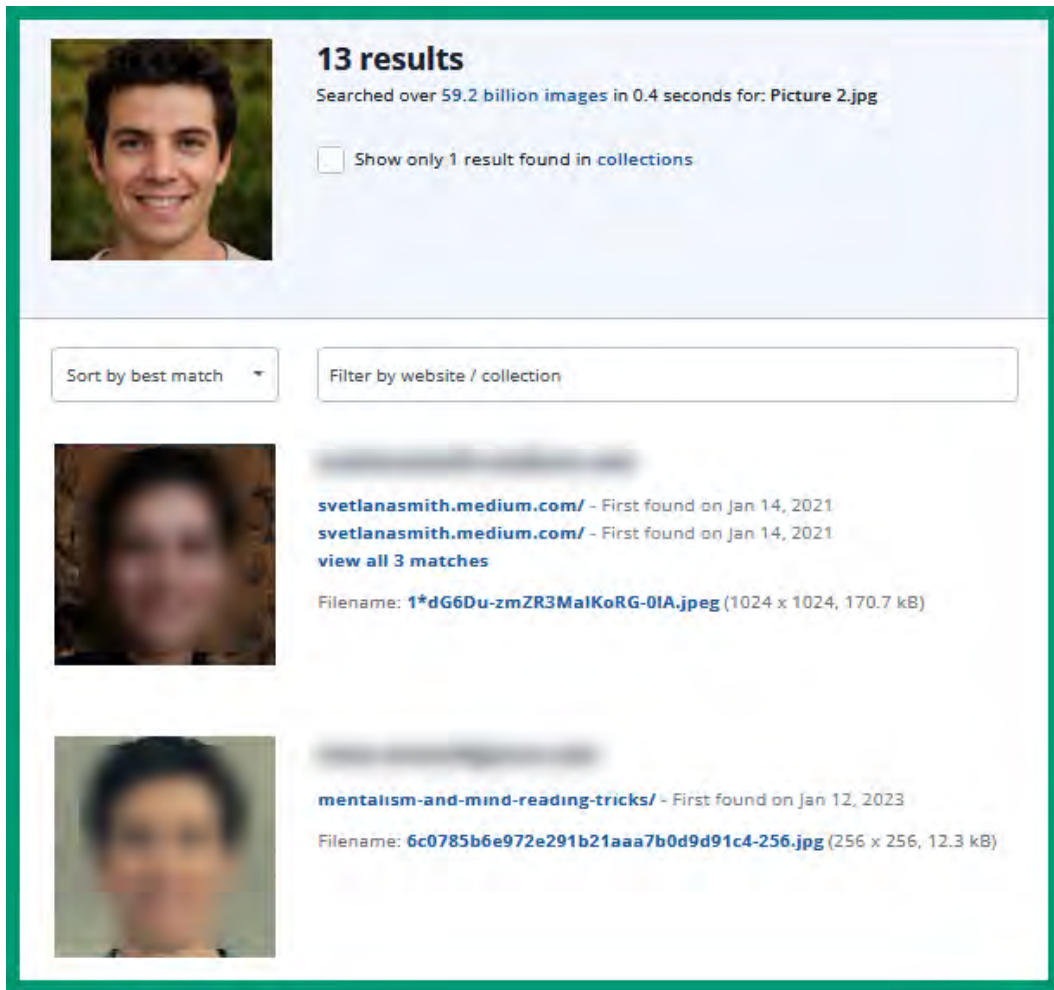 13 results
Searched over 59.2 billion images in 0.4 seconds for: Picture 2.jpg
Show only 1 result found in collections
Sort by best match
Filter by website / collection
svetlanasmith.medium.com/ - First found on Jan 14, 2021
svetlanasmith.medium.com/ - First found on Jan 14, 2021
view all 3 matches
Filename: 1*dG6Du-zmZR3MalKoRG-0IA.jpeg (1024 x 1024, 170.7 kB)
mentalism-and-mind-reading-tricks/ - First found on Jan 12, 2023
Filename: 6c0785b6e972e291b21aaa7b0d9d91c4-256.jpg (256 x 256, 12.3 kB)